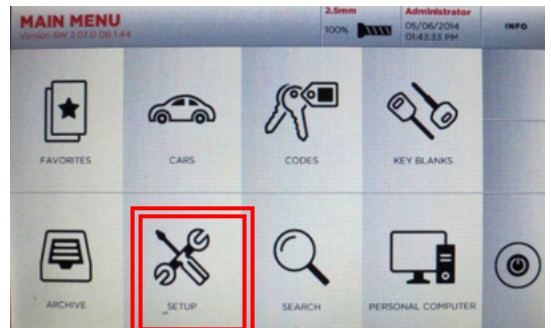 MAIN MENU
Version SW 2.07.0 DB 1.44
2.5mm
100%
Administrator
05/06/2014
01:43:33 PM
INFO
FAVORITES
CARS
CODES
KEY BLANKS
ARCHIVE
SETUP
SEARCH
PERSONAL COMPUTER